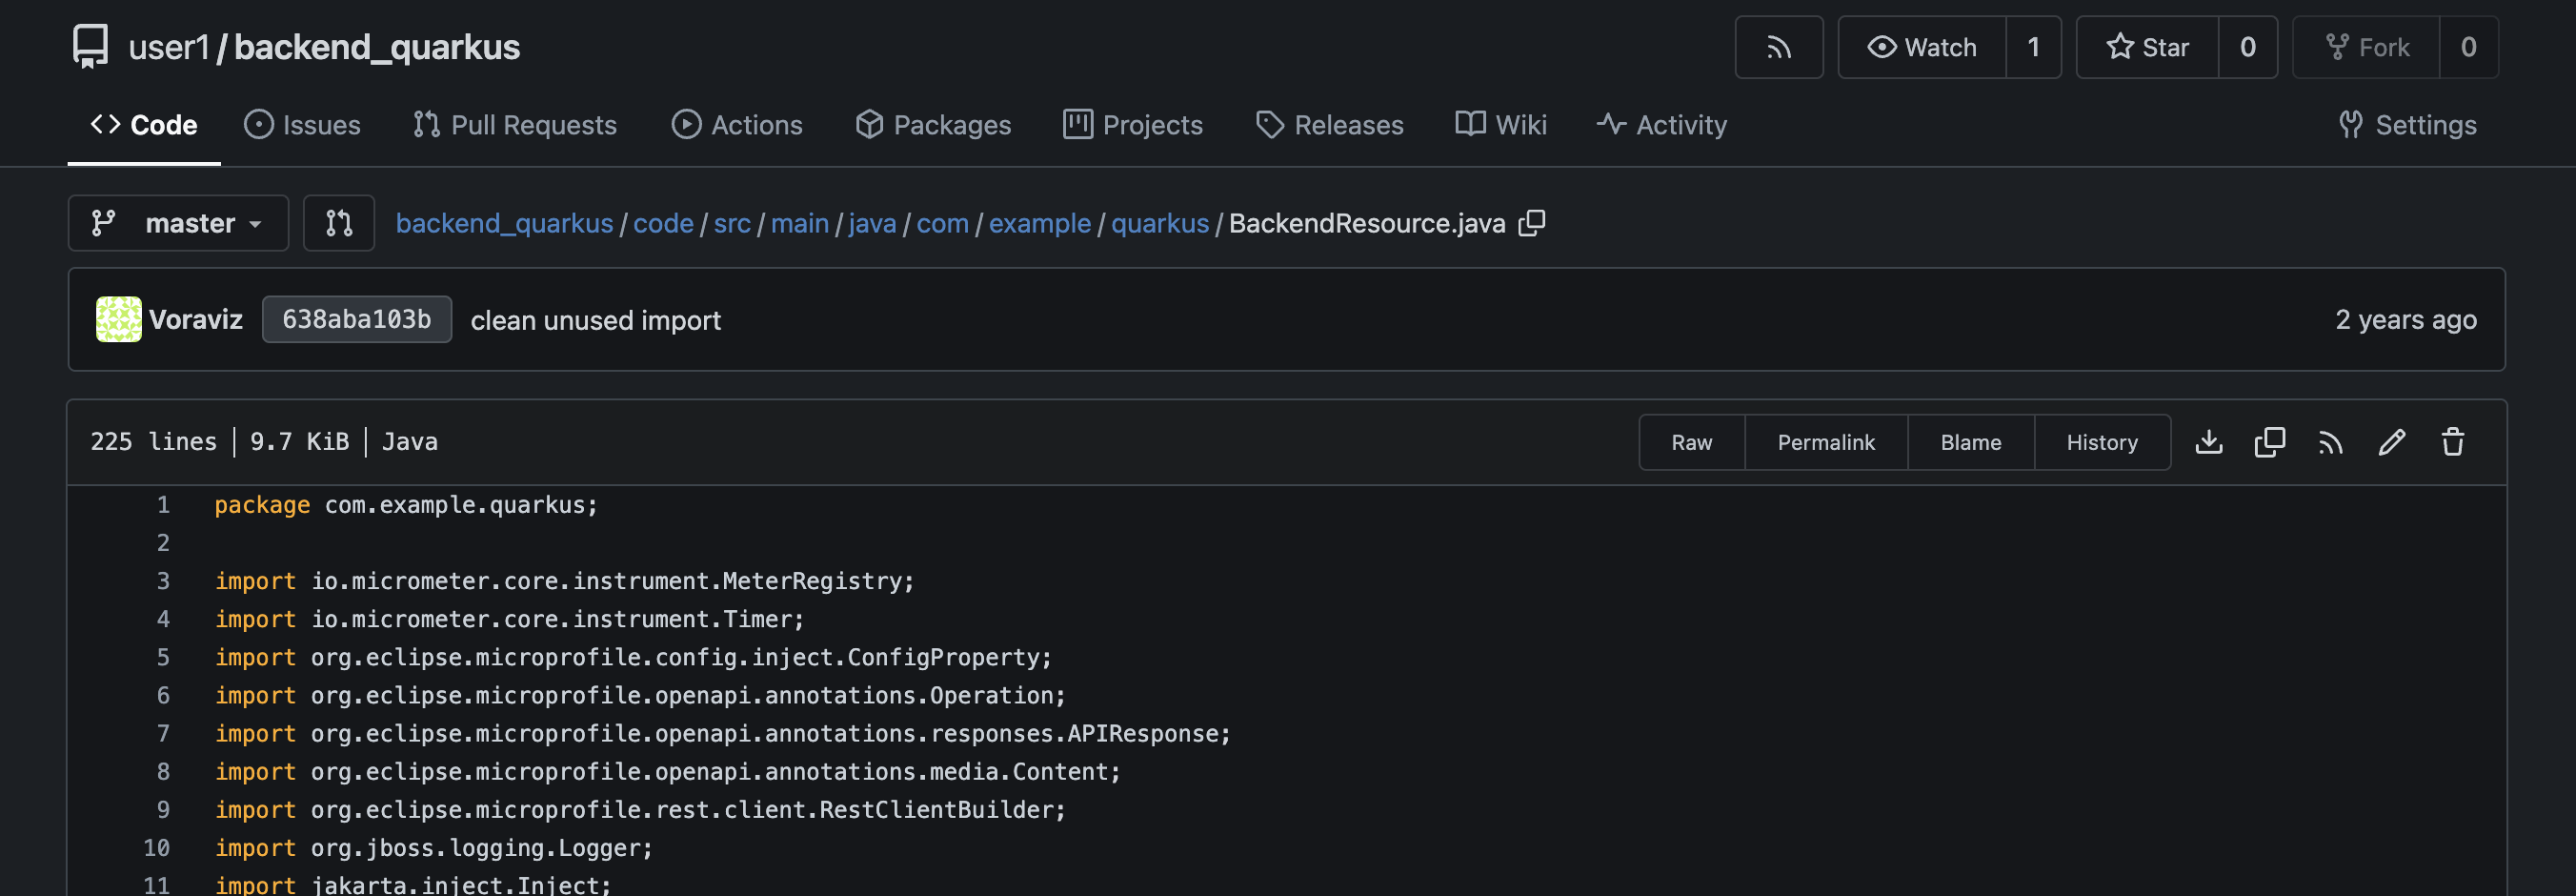 user1/backend_quarkus
Watch 1 Star 0 Fork 0
Code Issues Pull Requests Actions Packages Projects Releases Wiki Activity Settings
master backend_quarkus/code/src/main/java/com/example/quarkus/BackendResource.java
Voraviz 638aba103b clean unused import 2 years ago
225 lines 9.7 KiB Java Raw Permalink Blame History
1 package com.example.quarkus;
2
3 import io.micrometer.core.instrument.MeterRegistry;
4 import io.micrometer.core.instrument.Timer;
5 import org.eclipse.microprofile.config.inject.ConfigProperty;
6 import org.eclipse.microprofile.openapi.annotations.Operation;
7 import org.eclipse.microprofile.openapi.annotations.responses.APIResponse;
8 import org.eclipse.microprofile.openapi.annotations.media.Content;
9 import org.eclipse.microprofile.rest.client.RestClientBuilder;
10 import org.jboss.logging.Logger;
11 import jakarta.inject.Inject;